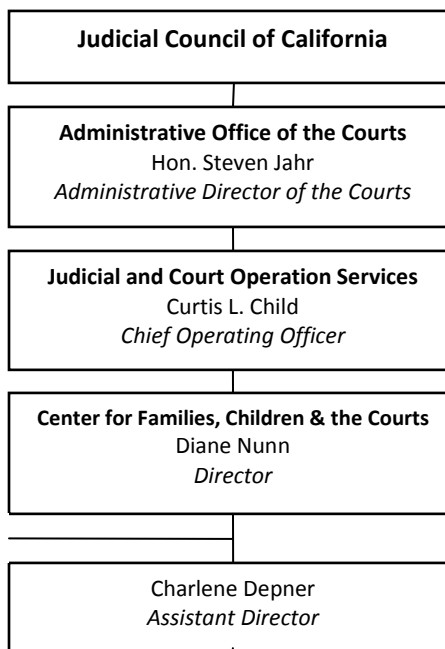 Judicial Council of California
Administrative Office of the Courts
Hon. Steven Jahr
Administrative Director of the Courts
Judicial and Court Operation Services
Curtis L. Child
Chief Operating Officer
Center for Families, Children & the Courts
Diane Nunn
Director
Charlene Depner
Assistant Director